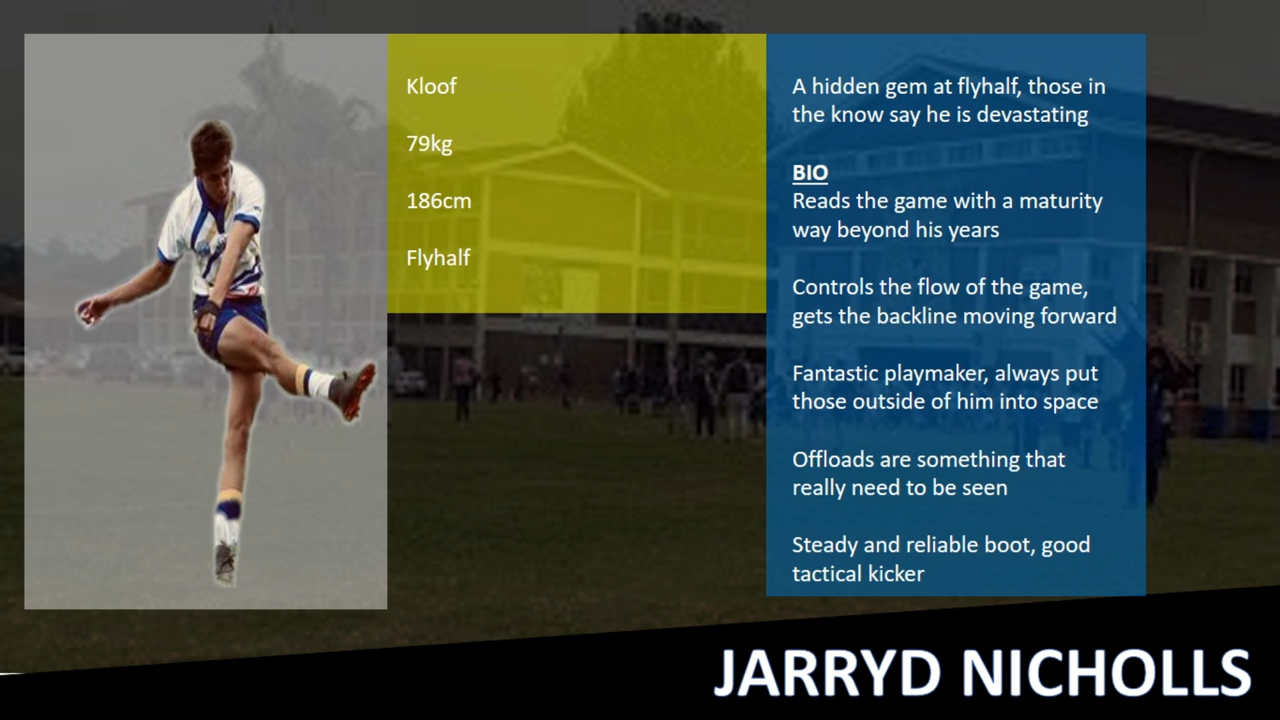 Kloof
79kg
186cm
Flyhalf
A hidden gem at flyhalf, those in
the know say he is devastating
BIO
Reads the game with a maturity
way beyond his years
Controls the flow of the game,
gets the backline moving forward
Fantastic playmaker, always put
those outside of him into space
Offloads are something that
really need to be seen
Steady and reliable boot, good
tactical kicker
JARRYD NICHOLLS